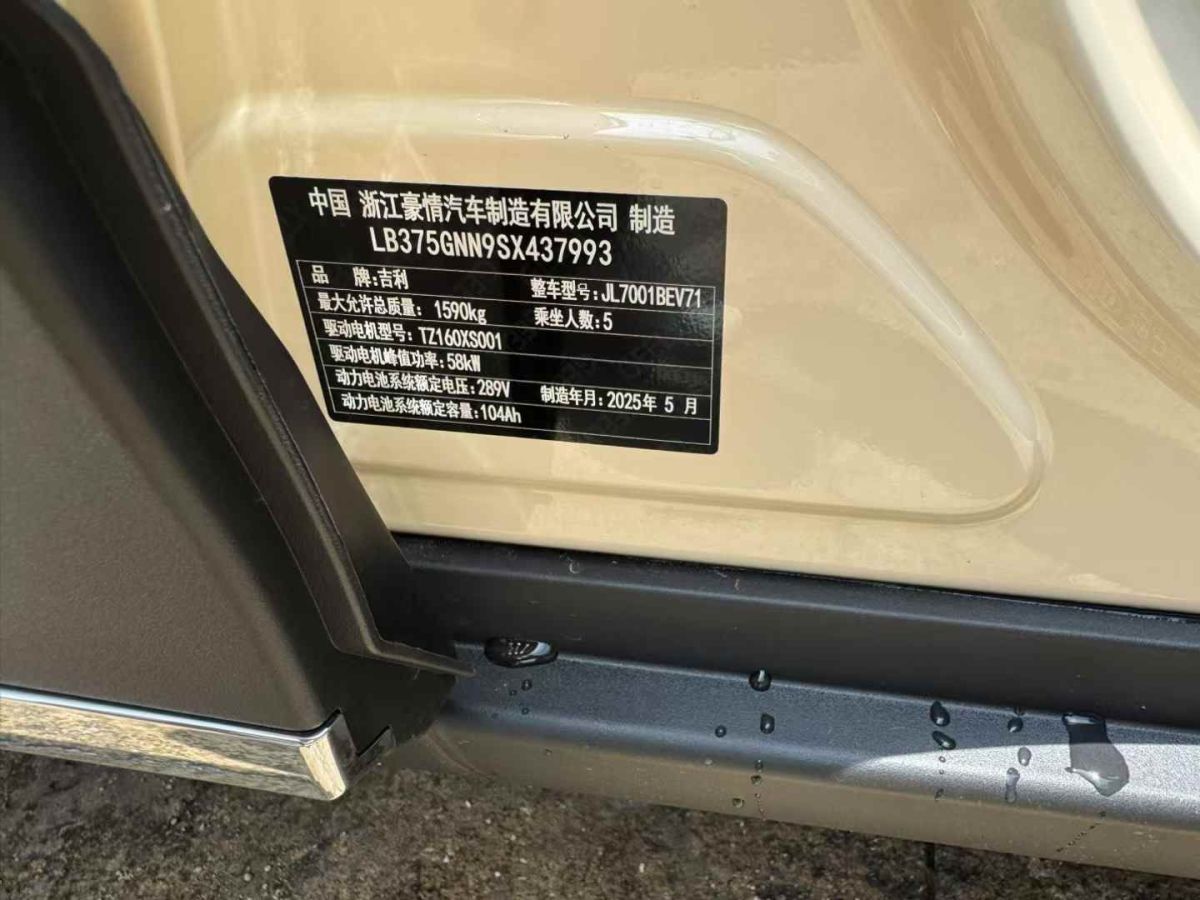 中国 浙江豪情汽车制造有限公司 制造
LB375GNN9SX437993
品 牌:吉利 整车型号:JL7001BEV71
最大允许总质量: 1590kg 乘坐人数:5
驱动电机型号: TZ160XS001
驱动电机峰值功率:58kW
动力电池系统额定电压:289V 制造年月:2025年 5 月
动力电池系统额定容量:104Ah